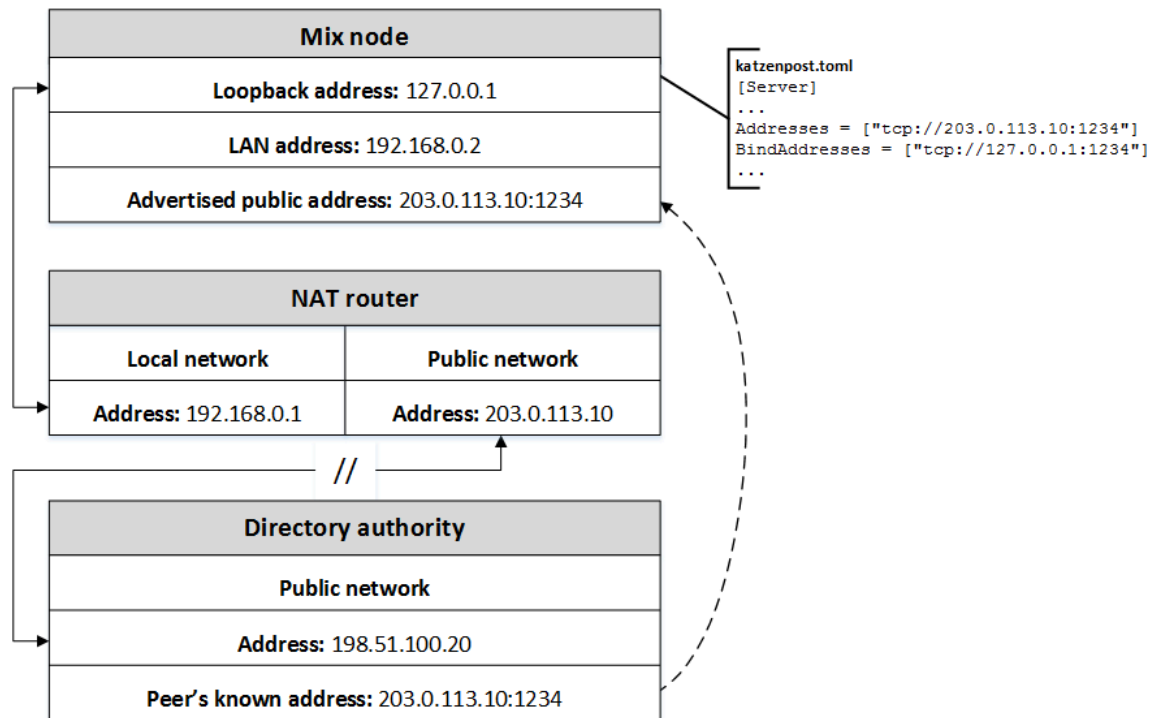 Mix node
Loopback address: 127.0.0.1
LAN address: 192.168.0.2
Advertised public address: 203.0.113.10:1234
katzenpost.toml
[Server]
...
Addresses = ["tcp://203.0.113.10:1234"]
BindAddresses = ["tcp://127.0.0.1:1234"]
...
NAT router
Local network
Public network
Address: 192.168.0.1
Address: 203.0.113.10
//
Directory authority
Public network
Address: 198.51.100.20
Peer's known address: 203.0.113.10:1234